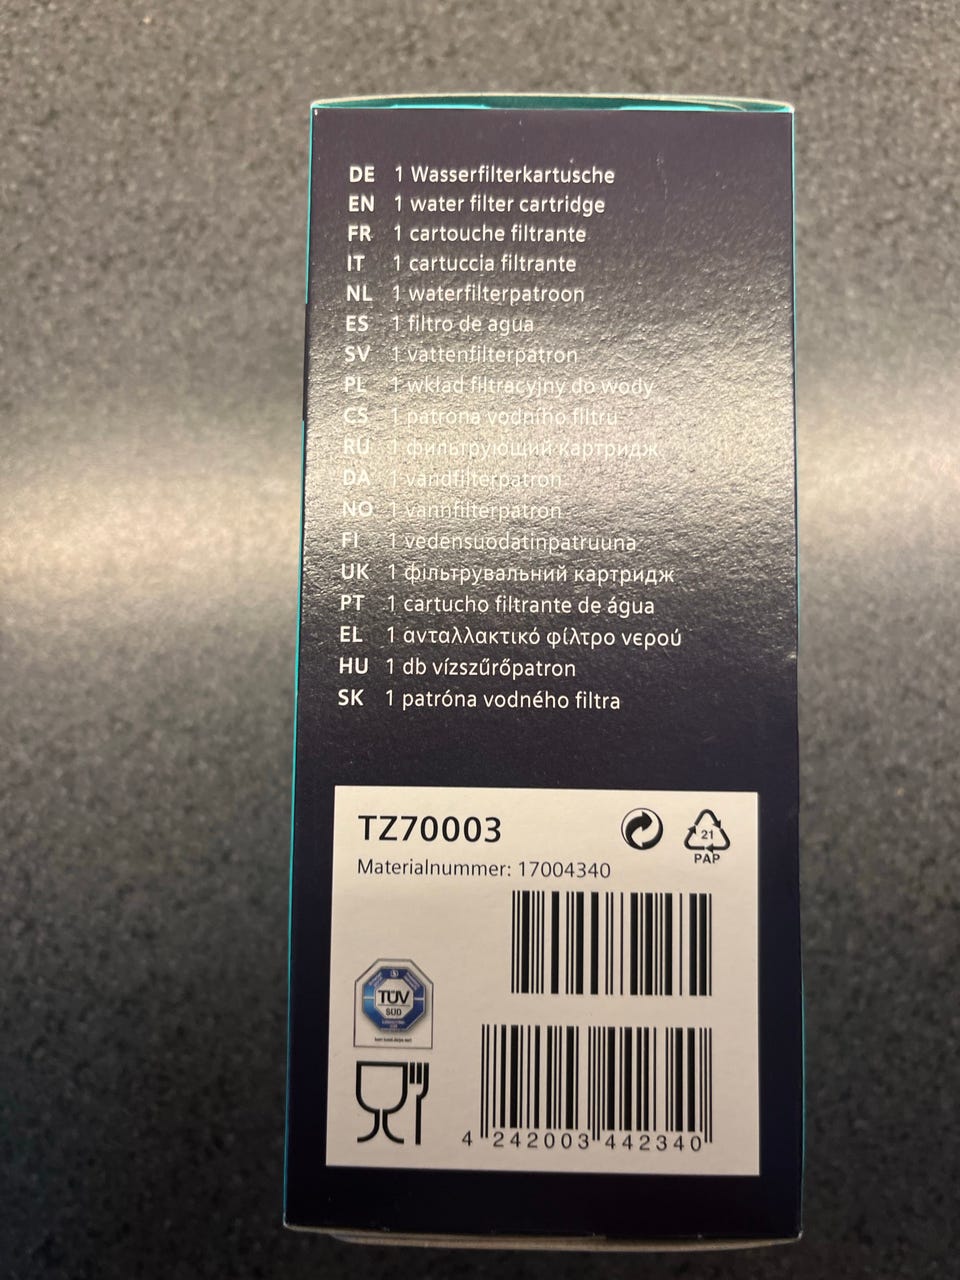 DE 1 Wasserfilterkartusche
EN 1 water filter cartridge
FR 1 cartouche filtrante
IT 1 cartuccia filtrante
NL 1 waterfilterpatroon
ES 1 filtro de agua
SV 1 vattenfilterpatron
PL 1 wkład filtracyjny do wody
CS 1 patrona vodního filtru
RU 1 фильтрующий картридж
DA 1 vandfilterpatron
NO 1 vannfilterpatron
FI 1 vedensuodatinpatruuna
UK 1 фільтрувальний картридж
PT 1 cartucho filtrante de água
EL 1 ανταλλακτικό φίλτρο νερού
HU 1 db vízszűrőpatron
SK 1 patróna vodného filtra
TZ70003
21
PAP
Materialnummer: 17004340
TÜV
SÜD
4 242003 442340